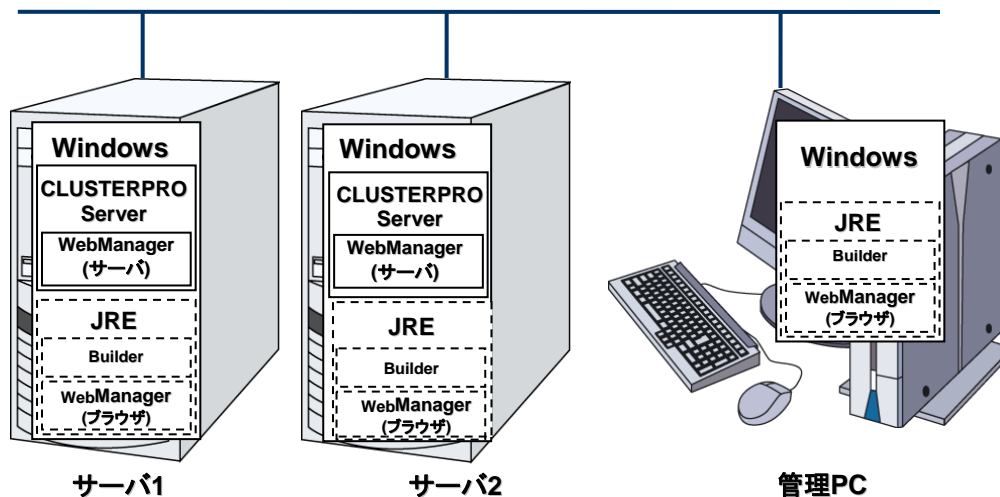 Windows
CLUSTERPRO
Server
WebManager
(サーバ)
JRE
Builder
WebManager
(ブラウザ)
サーバ1
Windows
CLUSTERPRO
Server
WebManager
(サーバ)
JRE
Builder
WebManager
(ブラウザ)
サーバ2
Windows
JRE
Builder
WebManager
(ブラウザ)
管理PC